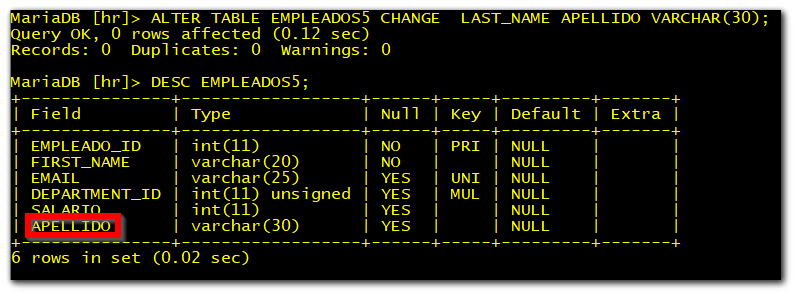 MariaDB [hr]> ALTER TABLE EMPLEADOS5 CHANGE  LAST_NAME APELLIDO VARCHAR(30);
Query OK, 0 rows affected (0.12 sec)
Records: 0  Duplicates: 0  Warnings: 0
MariaDB [hr]> DESC EMPLEADOS5;
+---------------+------------------+------+-----+---------+-------+
| Field         | Type             | Null | Key | Default | Extra |
+---------------+------------------+------+-----+---------+-------+
| EMPLEADO_ID   | int(11)          | NO   | PRI | NULL    |       |
| FIRST_NAME    | varchar(20)      | NO   |     | NULL    |       |
| EMAIL         | varchar(25)      | YES  | UNI | NULL    |       |
| DEPARTMENT_ID | int(11) unsigned | YES  | MUL | NULL    |       |
| SALARIO       | int(11)          | YES  |     | NULL    |       |
| APELLIDO      | varchar(30)      | YES  |     | NULL    |       |
+---------------+------------------+------+-----+---------+-------+
6 rows in set (0.02 sec)